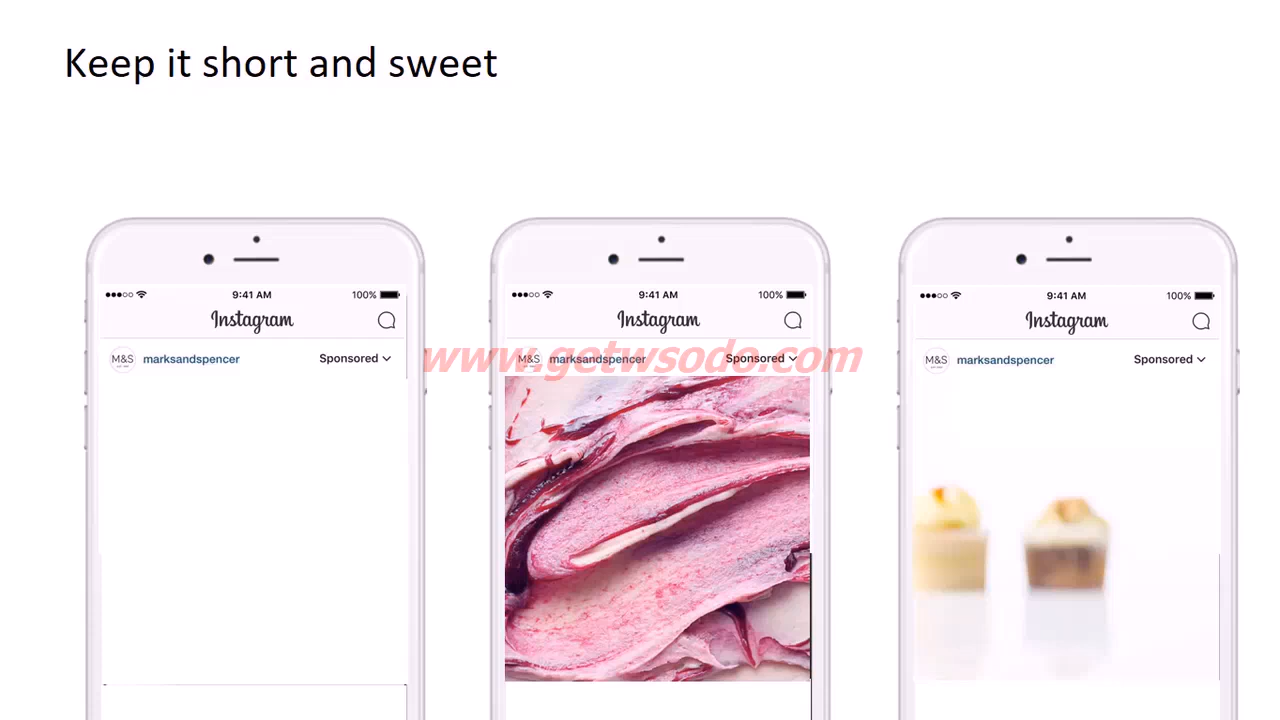 Keep it short and sweet
9:41 AM 100%
Instagram
M&S marksandspencer Sponsored
9:41 AM 100%
Instagram
M&S marksandspencer Sponsored
9:41 AM 100%
Instagram
M&S marksandspencer Sponsored
www.getwsodo.com